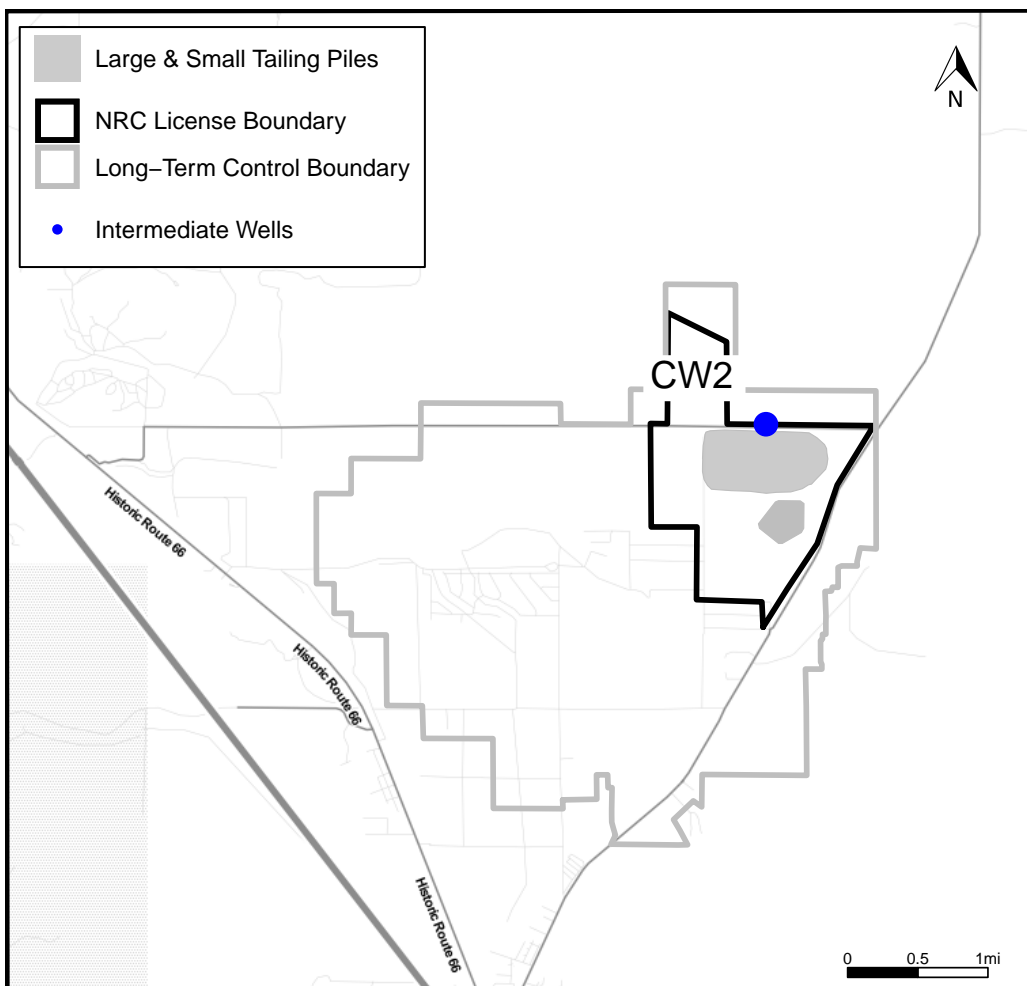 Large & Small Tailing Piles
NRC License Boundary
Long−Term Control Boundary
Intermediate Wells
N
CW2
Historic Route 66
Historic Route 66
Historic Route 66
0 0.5 1mi